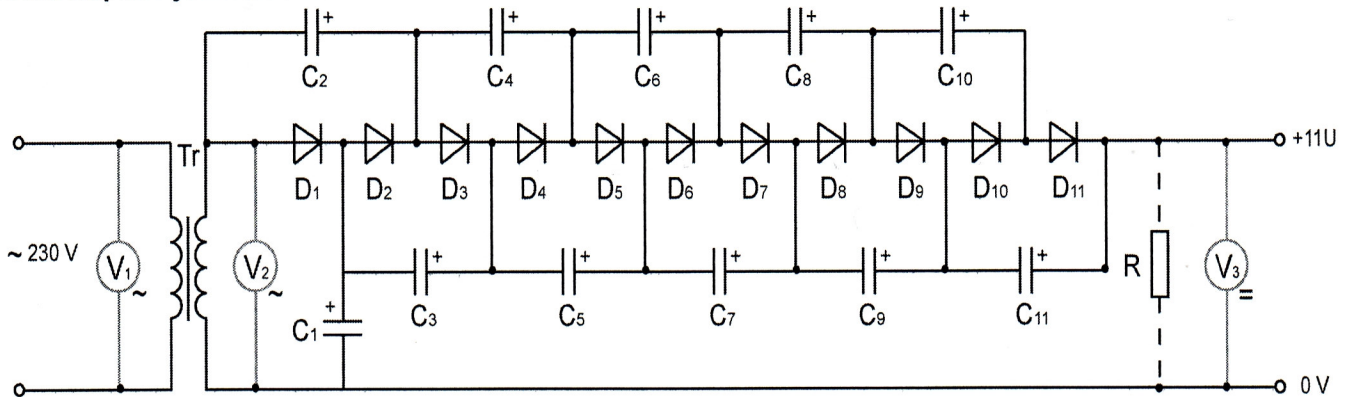 + + + + +
C2 C4 C6 C8 C10
Tr
+11U
D1 D2 D3 D4 D5 D6 D7 D8 D9 D10 D11
~ 230 V V1 ~ V2 ~
+ + + + +
R V3 =
+
C1 C3 C5 C7 C9 C11
0 V